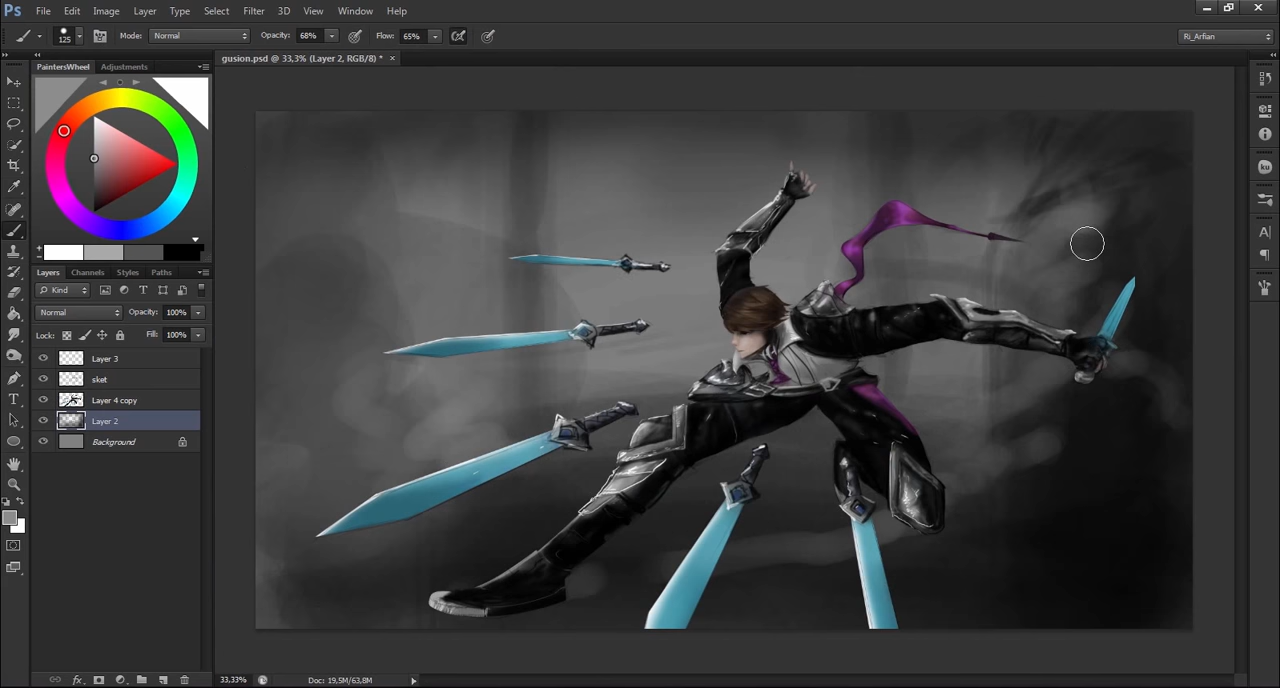 Ps File Edit Image Layer Type Select Filter 3D View Window Help
125 Mode: Normal Opacity: 68% Flow: 65% Ri_Arfian
PaintersWheel Adjustments
gusion.psd @ 33,3% (Layer 2, RGB/8) * ×
Layers Channels Styles Paths
Kind
Normal Opacity: 100%
Lock: Fill: 100%
Layer 3
sket
Layer 4 copy
Layer 2
Background
ku
33,33% Doc: 19,5M/63,8M